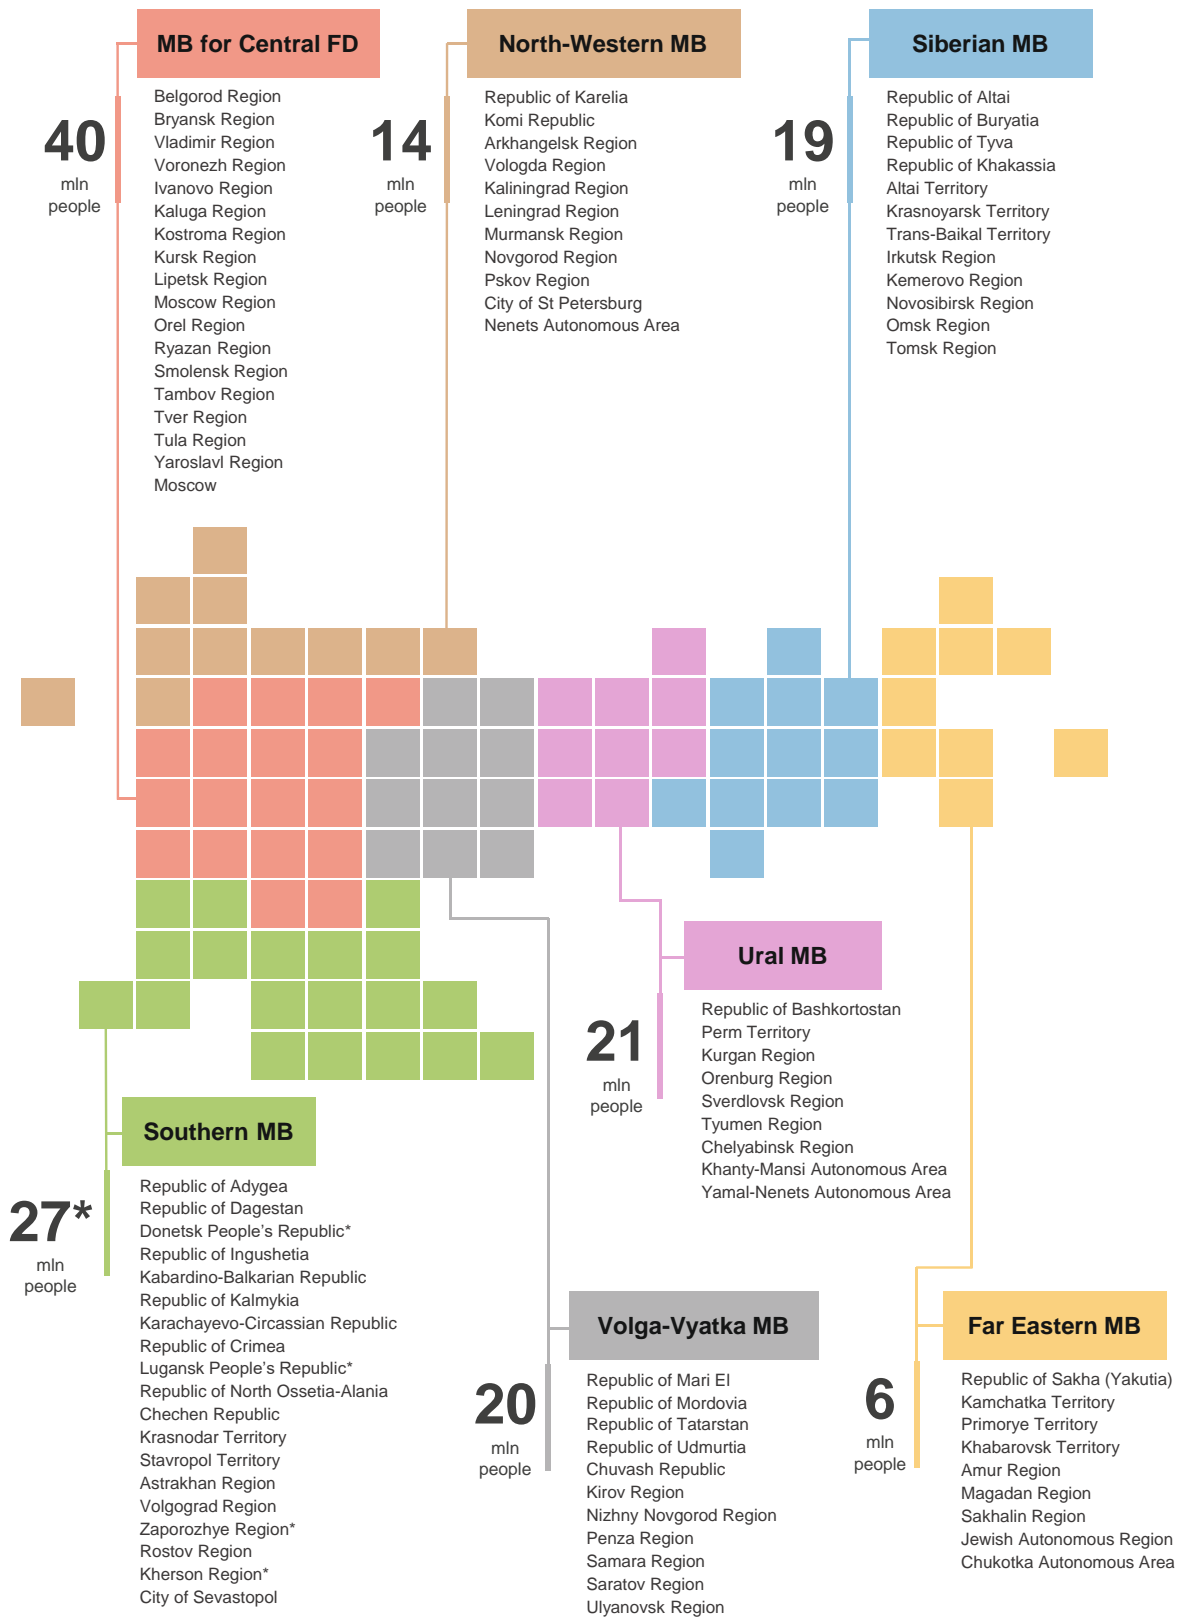 MB for Central FD
40
mln
people
Belgorod Region
Bryansk Region
Vladimir Region
Voronezh Region
Ivanovo Region
Kaluga Region
Kostroma Region
Kursk Region
Lipetsk Region
Moscow Region
Orel Region
Ryazan Region
Smolensk Region
Tambov Region
Tver Region
Tula Region
Yaroslavl Region
Moscow
North-Western MB
14
mln
people
Republic of Karelia
Komi Republic
Arkhangelsk Region
Vologda Region
Kaliningrad Region
Leningrad Region
Murmansk Region
Novgorod Region
Pskov Region
City of St Petersburg
Nenets Autonomous Area
Siberian MB
19
mln
people
Republic of Altai
Republic of Buryatia
Republic of Tyva
Republic of Khakassia
Altai Territory
Krasnoyarsk Territory
Trans-Baikal Territory
Irkutsk Region
Kemerovo Region
Novosibirsk Region
Omsk Region
Tomsk Region
Ural MB
21
mln
people
Republic of Bashkortostan
Perm Territory
Kurgan Region
Orenburg Region
Sverdlovsk Region
Tyumen Region
Chelyabinsk Region
Khanty-Mansi Autonomous Area
Yamal-Nenets Autonomous Area
Southern MB
27*
mln
people
Republic of Adygea
Republic of Dagestan
Donetsk People's Republic*
Republic of Ingushetia
Kabardino-Balkarian Republic
Republic of Kalmykia
Karachayevo-Circassian Republic
Republic of Crimea
Lugansk People's Republic*
Republic of North Ossetia-Alania
Chechen Republic
Krasnodar Territory
Stavropol Territory
Astrakhan Region
Volgograd Region
Zaporozhye Region*
Rostov Region
Kherson Region*
City of Sevastopol
Volga-Vyatka MB
20
mln
people
Republic of Mari El
Republic of Mordovia
Republic of Tatarstan
Republic of Udmurtia
Chuvash Republic
Kirov Region
Nizhny Novgorod Region
Penza Region
Samara Region
Saratov Region
Ulyanovsk Region
Far Eastern MB
6
mln
people
Republic of Sakha (Yakutia)
Kamchatka Territory
Primorye Territory
Khabarovsk Territory
Amur Region
Magadan Region
Sakhalin Region
Jewish Autonomous Region
Chukotka Autonomous Area